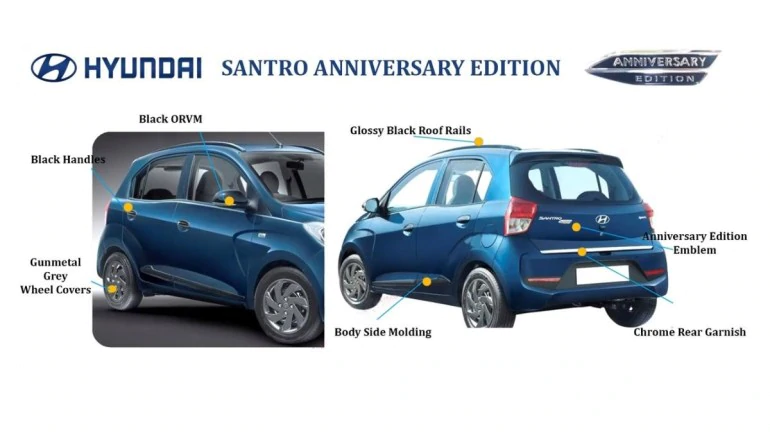 HYUNDAI SANTRO ANNIVERSARY EDITION
ANNIVERSARY
EDITION
Black ORVM
Glossy Black Roof Rails
Black Handles
SANTRO
Anniversary Edition
Emblem
Gunmetal
Grey
Wheel Covers
Body Side Molding
Chrome Rear Garnish